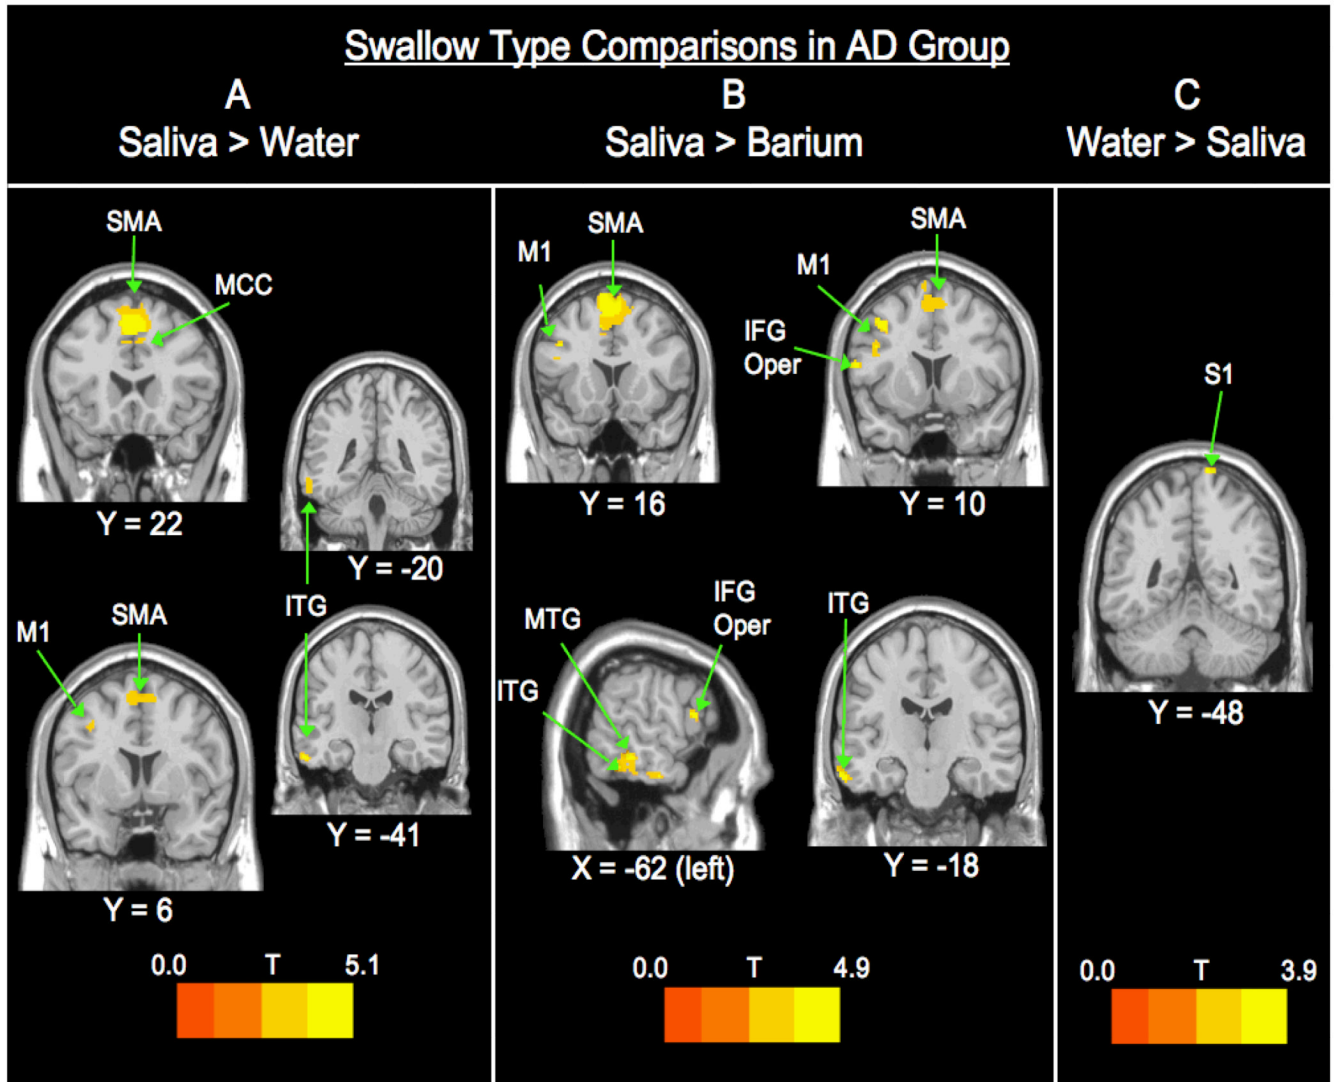 Swallow Type Comparisons in AD Group
A
Saliva > Water
SMA
MCC
Y = 22
Y = -20
ITG
M1
SMA
Y = -41
Y = 6
0.0 T 5.1
B
Saliva > Barium
SMA
M1
Y = 16
SMA
M1
IFG
Oper
Y = 10
MTG
IFG
Oper
ITG
X = -62 (left)
ITG
Y = -18
0.0 T 4.9
C
Water > Saliva
S1
Y = -48
0.0 T 3.9